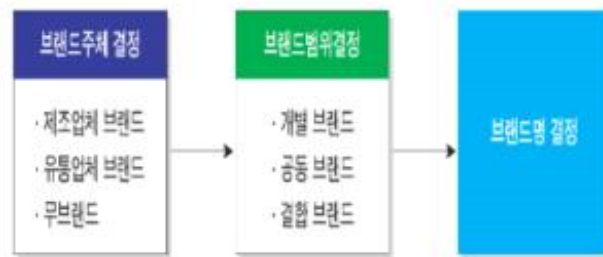 브랜드주체 결정
· 제조업체 브랜드
· 유통업체 브랜드
· 무브랜드
브랜드범위결정
· 개별 브랜드
· 공동 브랜드
· 결합 브랜드
브랜드명 결정